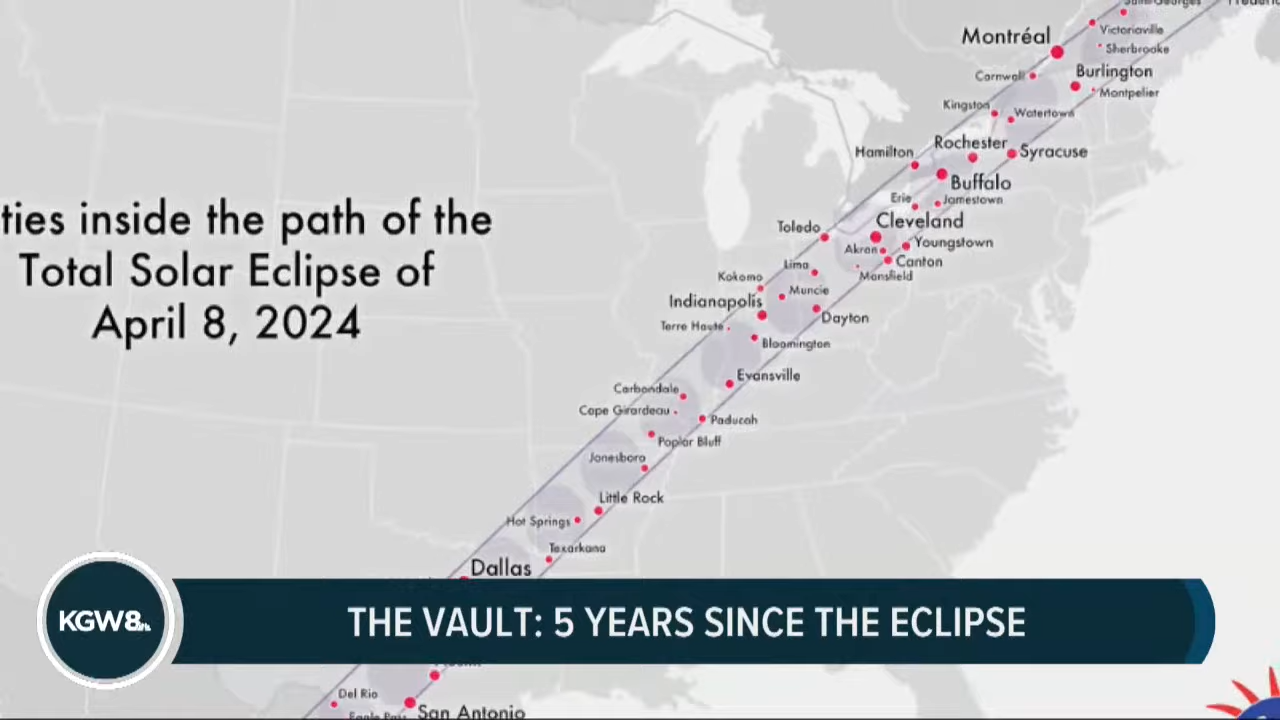 Montréal
Victoriaville
Sherbrooke
Cornwall
Burlington
Montpelier
Kingston
Watertown
Rochester
Hamilton
Syracuse
Buffalo
Erie
Jamestown
Cleveland
Toledo
Youngstown
Akron
Canton
Lima
Mansfield
Kokomo
Muncie
Indianapolis
Dayton
Terre Haute
Bloomington
Evansville
Carbondale
Cape Girardeau
Paducah
Poplar Bluff
Jonesboro
Little Rock
Hot Springs
Texarkana
Dallas
ties inside the path of the
Total Solar Eclipse of
April 8, 2024
KGW8
THE VAULT: 5 YEARS SINCE THE ECLIPSE
Del Rio
San Antonio